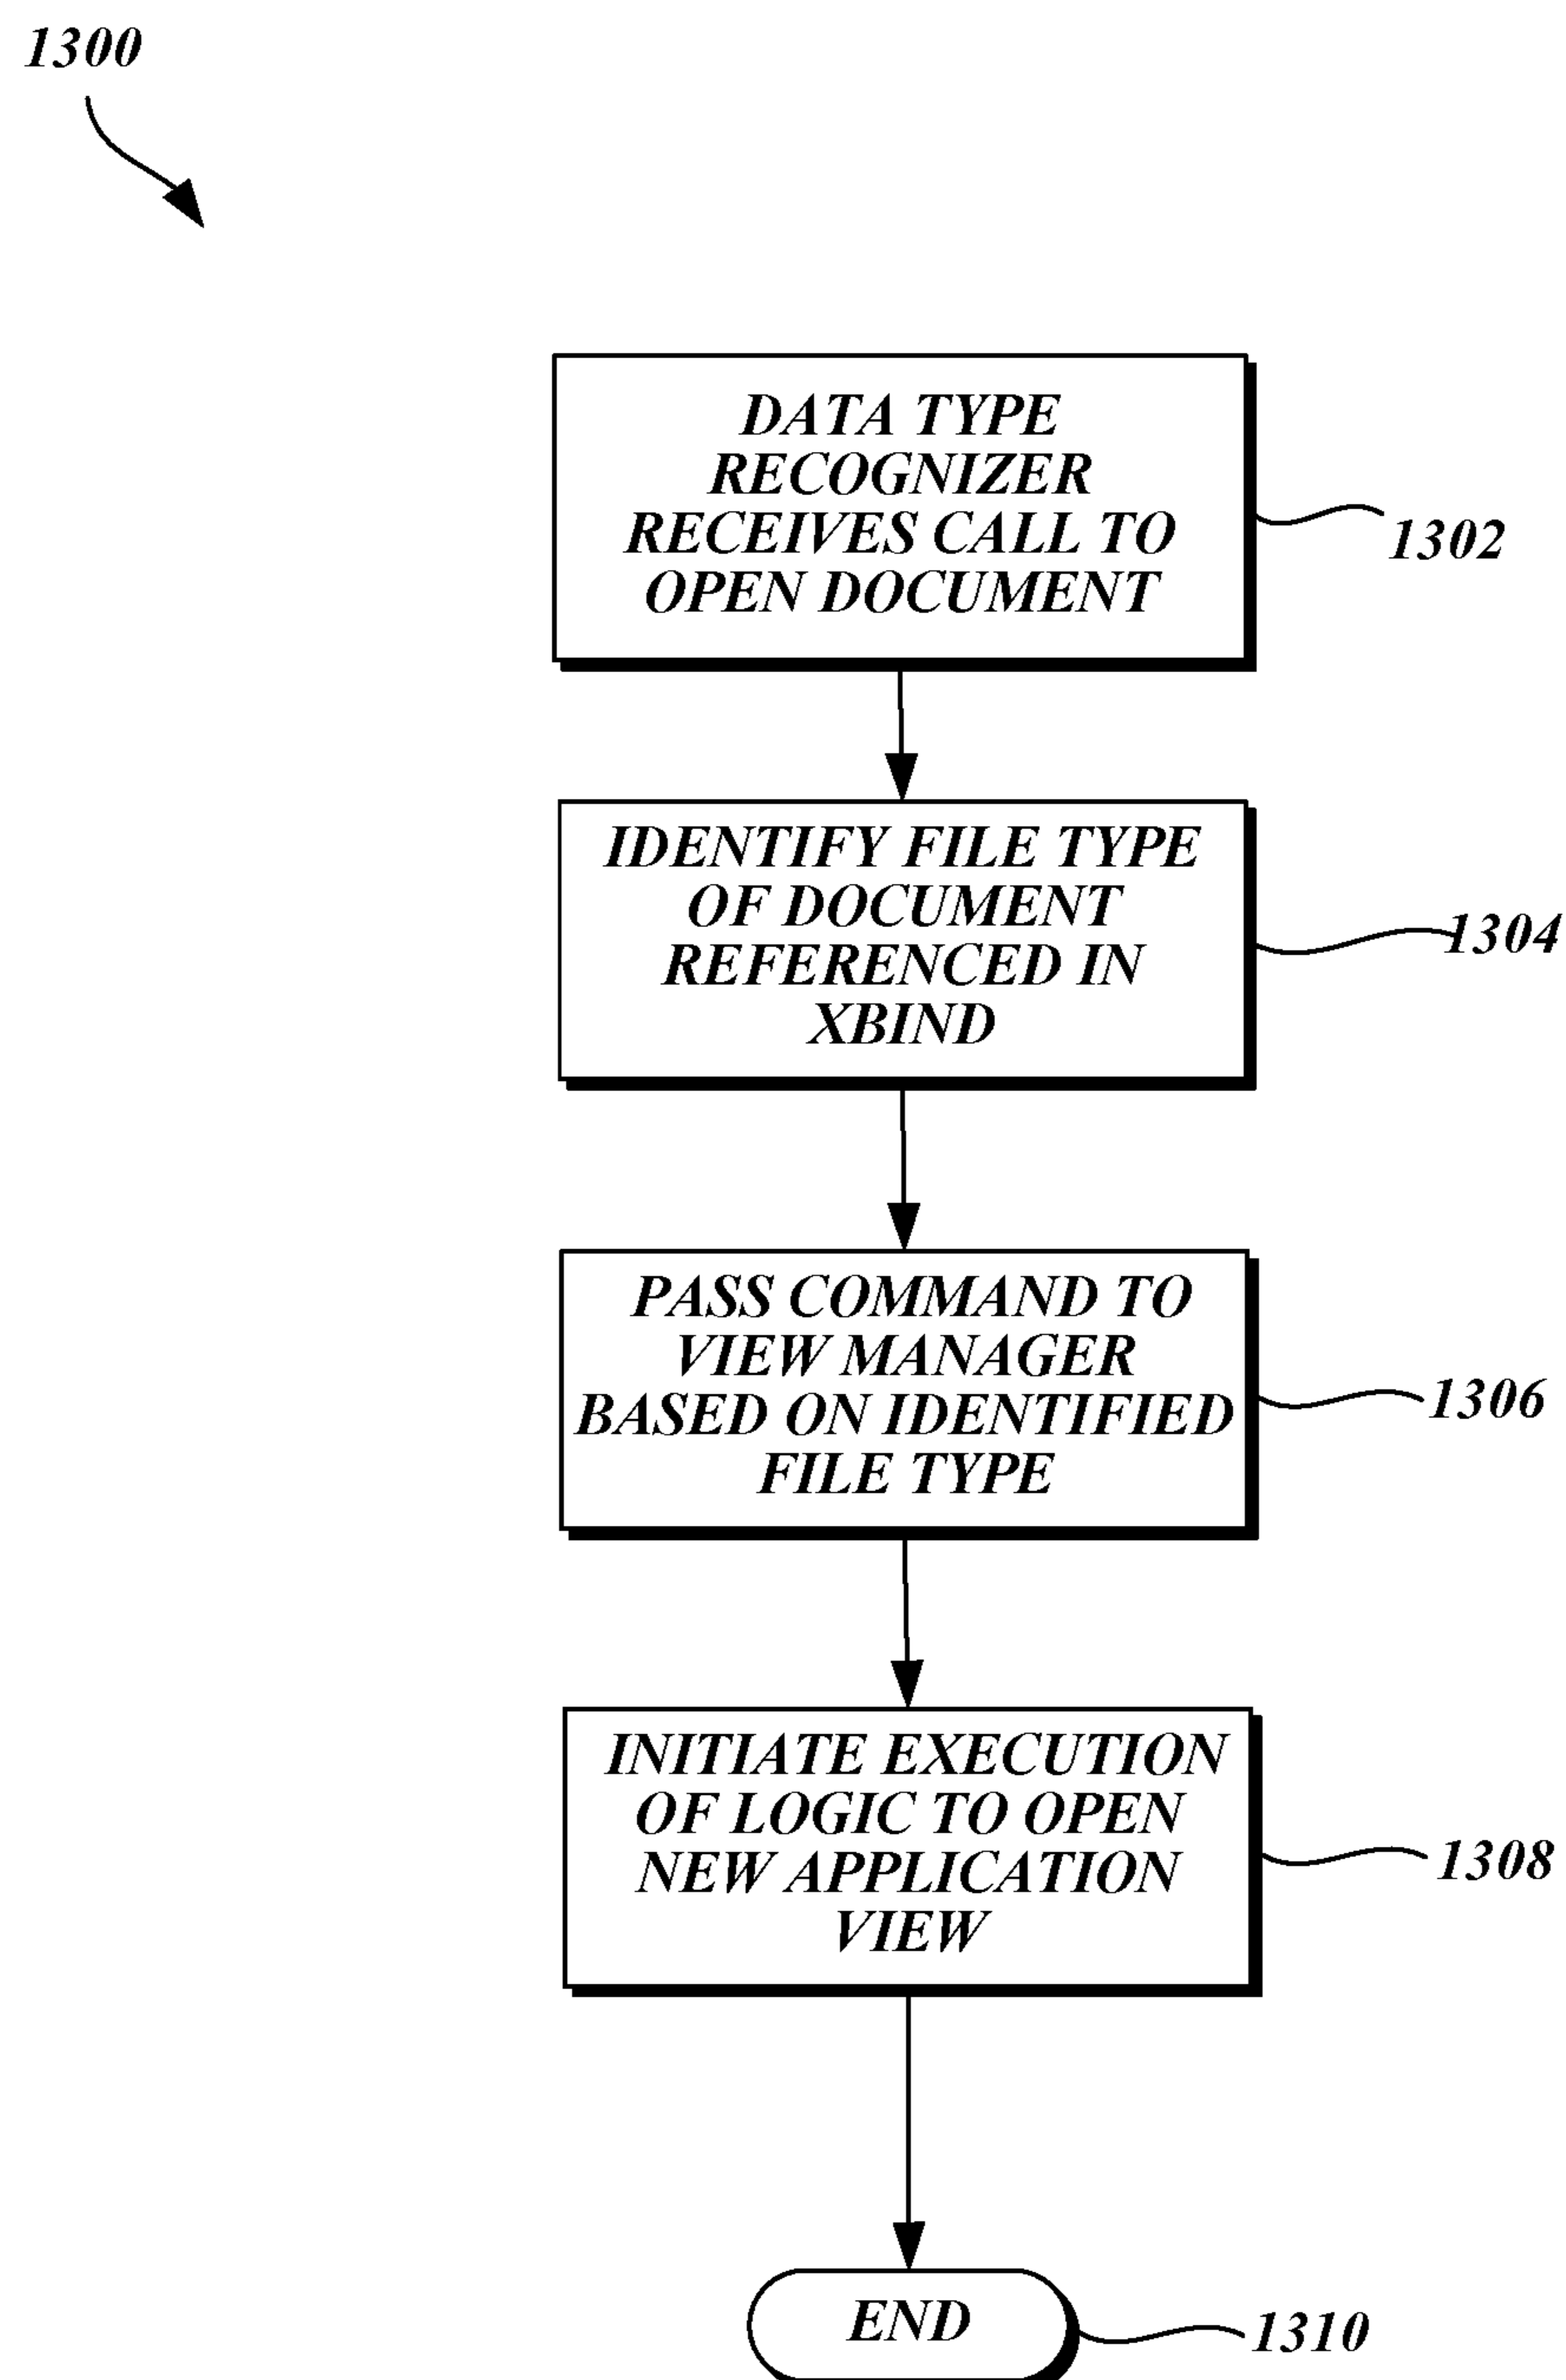 1300
DATA TYPE
RECOGNIZER
RECEIVES CALL TO
OPEN DOCUMENT
1302
IDENTIFY FILE TYPE
OF DOCUMENT
REFERENCED IN
XBIND
1304
PASS COMMAND TO
VIEW MANAGER
BASED ON IDENTIFIED
FILE TYPE
1306
INITIATE EXECUTION
OF LOGIC TO OPEN
NEW APPLICATION
VIEW
1308
END
1310